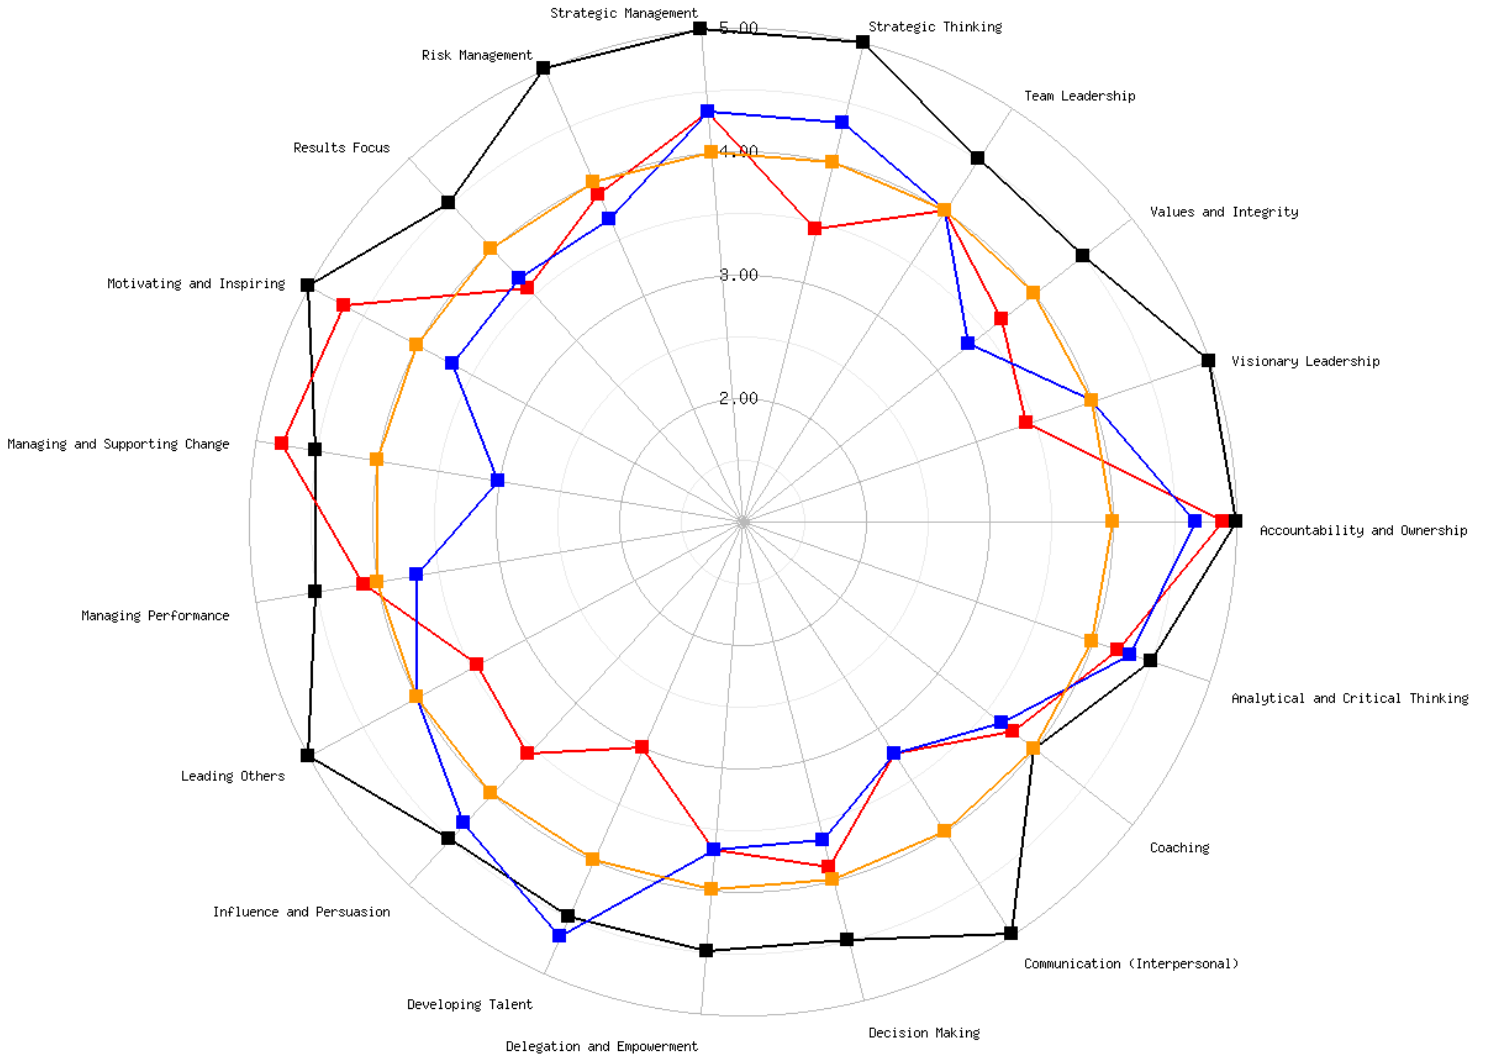 Strategic Management
5.00
Strategic Thinking
Risk Management
Team Leadership
Results Focus
4.00
Values and Integrity
3.00
Motivating and Inspiring
Visionary Leadership
2.00
Managing and Supporting Change
Accountability and Ownership
Managing Performance
Analytical and Critical Thinking
Leading Others
Coaching
Influence and Persuasion
Communication (Interpersonal)
Developing Talent
Decision Making
Delegation and Empowerment